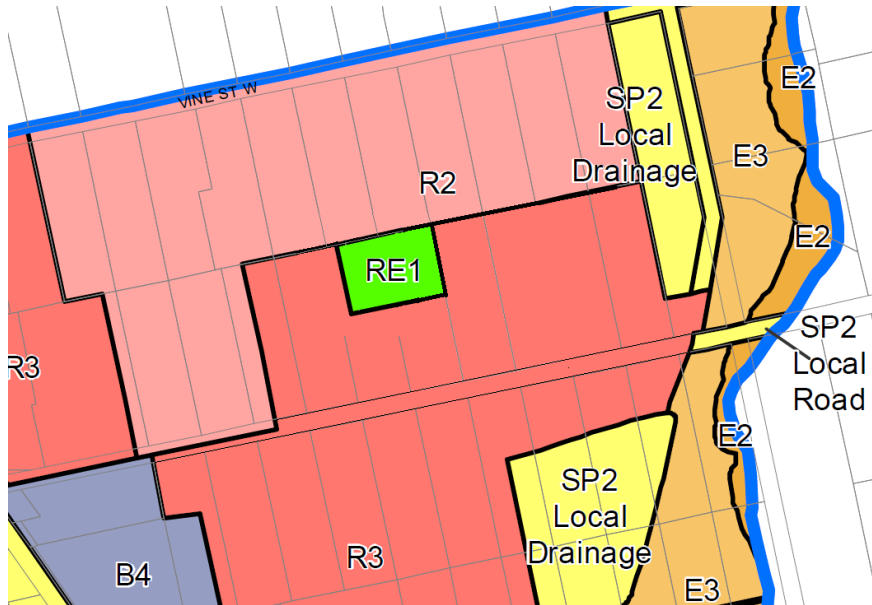 VINE ST W
E2
SP2
Local
Drainage
E3
R2
E2
RE1
SP2
Local
Road
R3
E2
SP2
Local
Drainage
R3
B4
E3